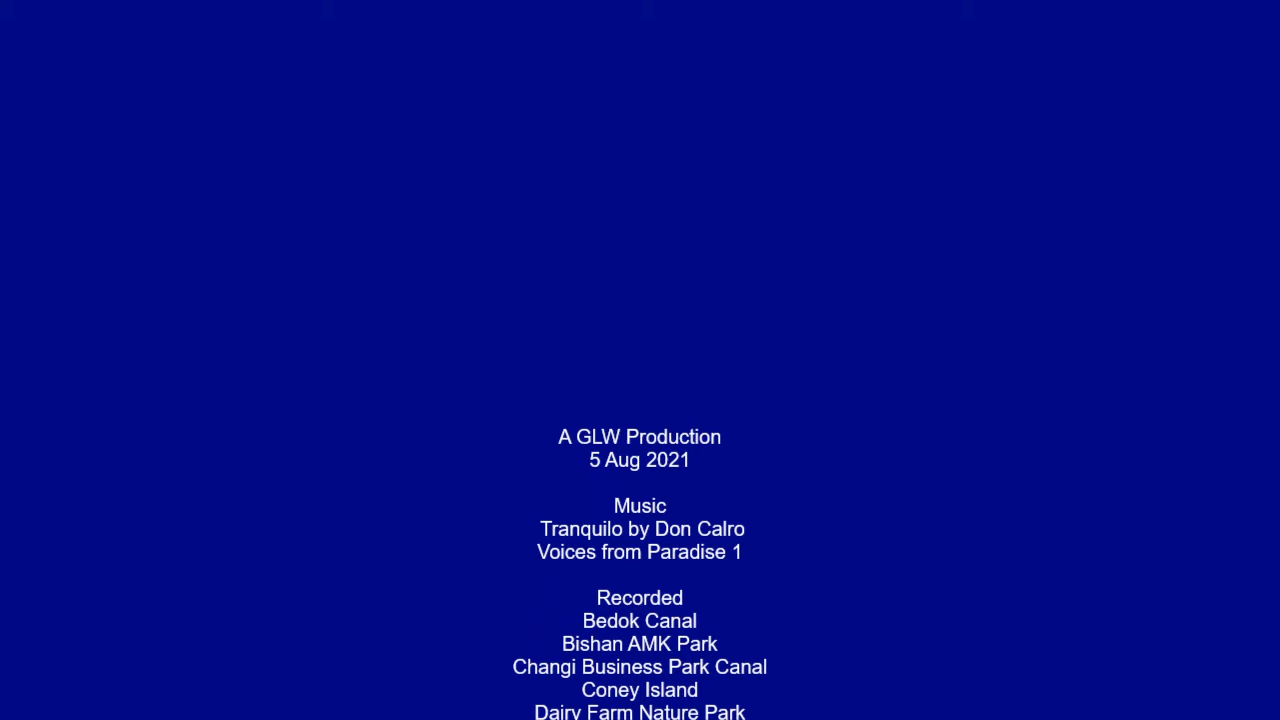 A GLW Production
5 Aug 2021
Music
Tranquilo by Don Calro
Voices from Paradise 1
Recorded
Bedok Canal
Bishan AMK Park
Changi Business Park Canal
Coney Island
Dairy Farm Nature Park